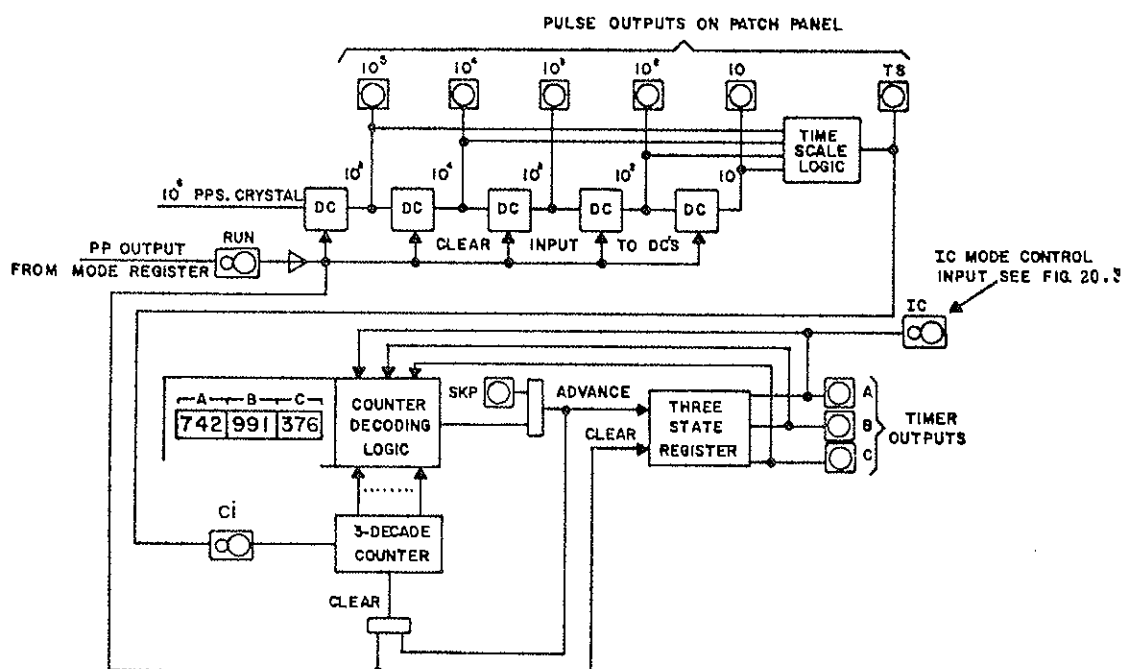 PULSE OUTPUTS ON PATCH PANEL
10⁵ 10⁴ 10³ 10² 10 TS
TIME
SCALE
LOGIC
10⁵ 10⁴ 10³ 10² 10
10⁶ PPS. CRYSTAL
DC DC DC DC DC
RUN
CLEAR INPUT TO DC'S
PP OUTPUT
FROM MODE REGISTER
IC MODE CONTROL
INPUT SEE FIG. 20.
IC
A B C
742 991 376
COUNTER
DECODING
LOGIC
SKP
ADVANCE
CLEAR
THREE
STATE
REGISTER
A
B
C
TIMER
OUTPUTS
Ci
3-DECADE
COUNTER
CLEAR